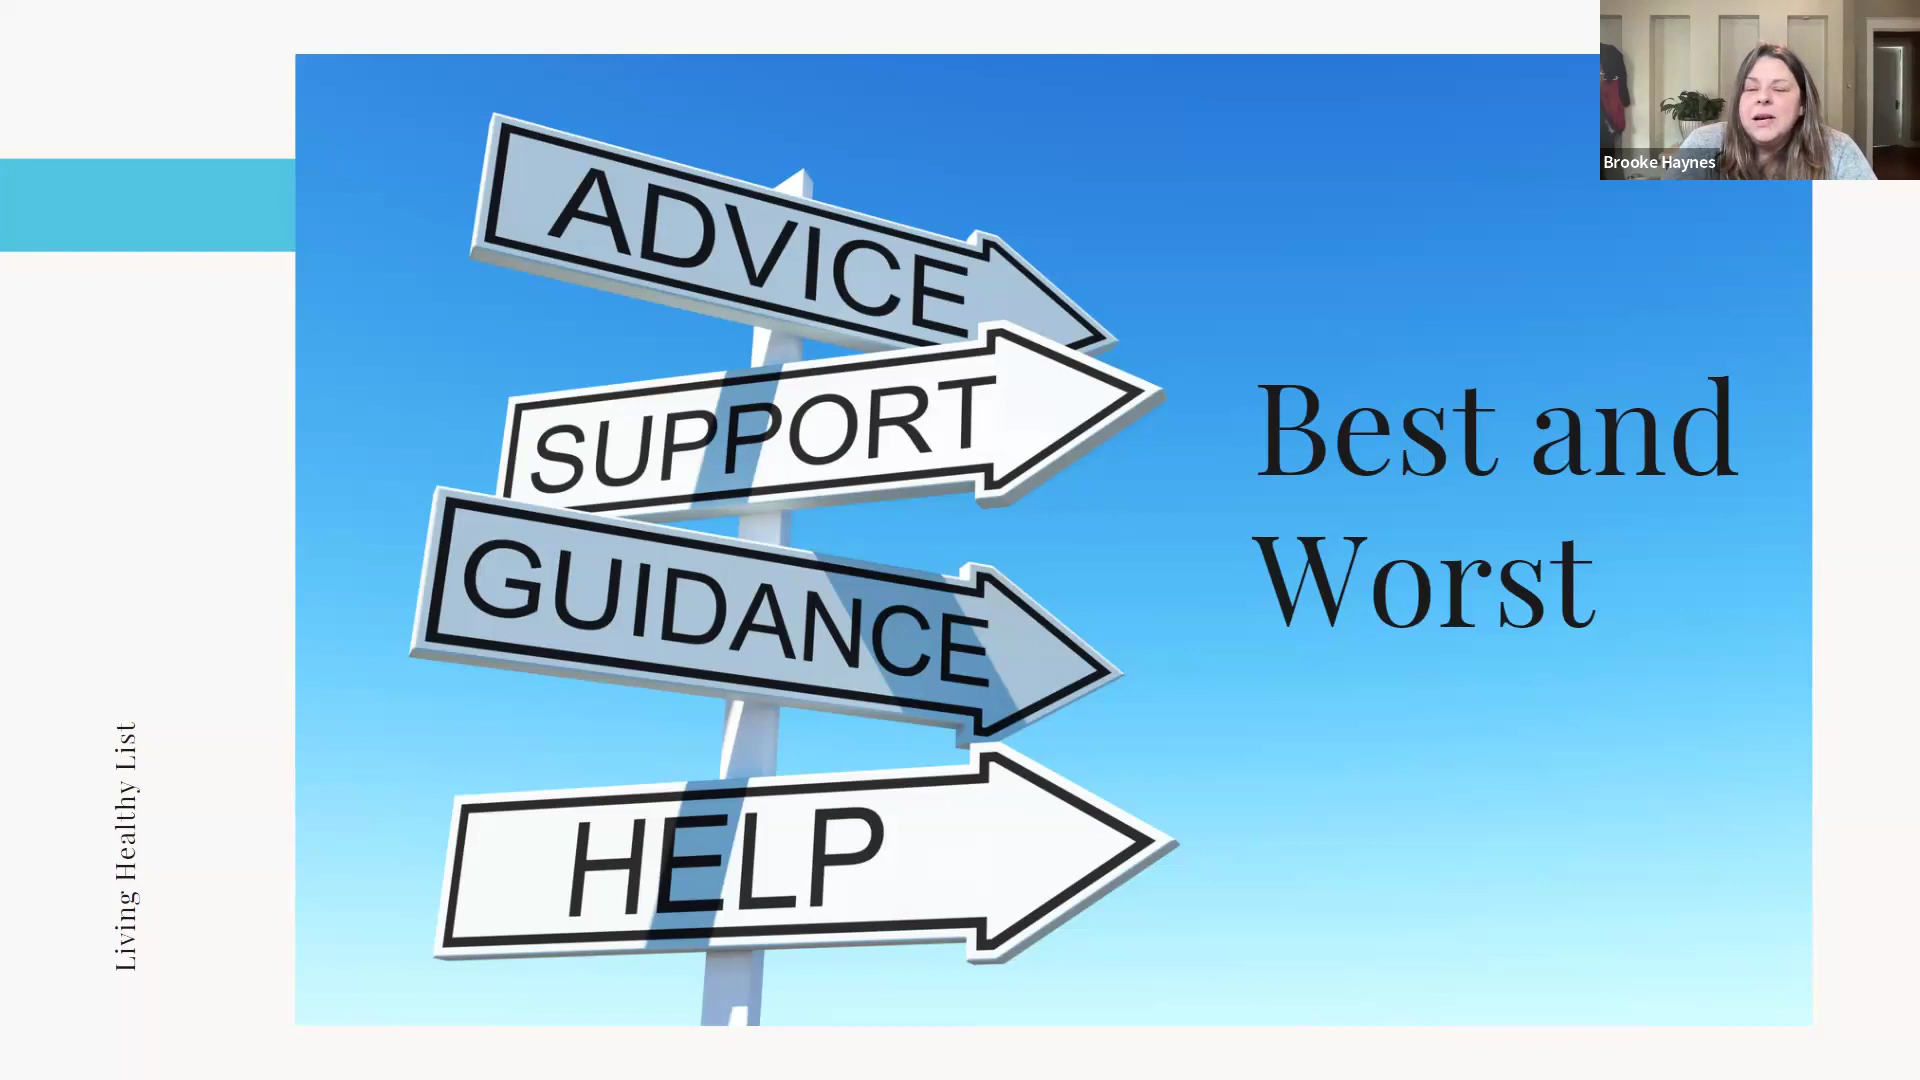 ADVICE
SUPPORT
GUIDANCE
HELP
Best and
Worst
Living Healthy List
Brooke Haynes